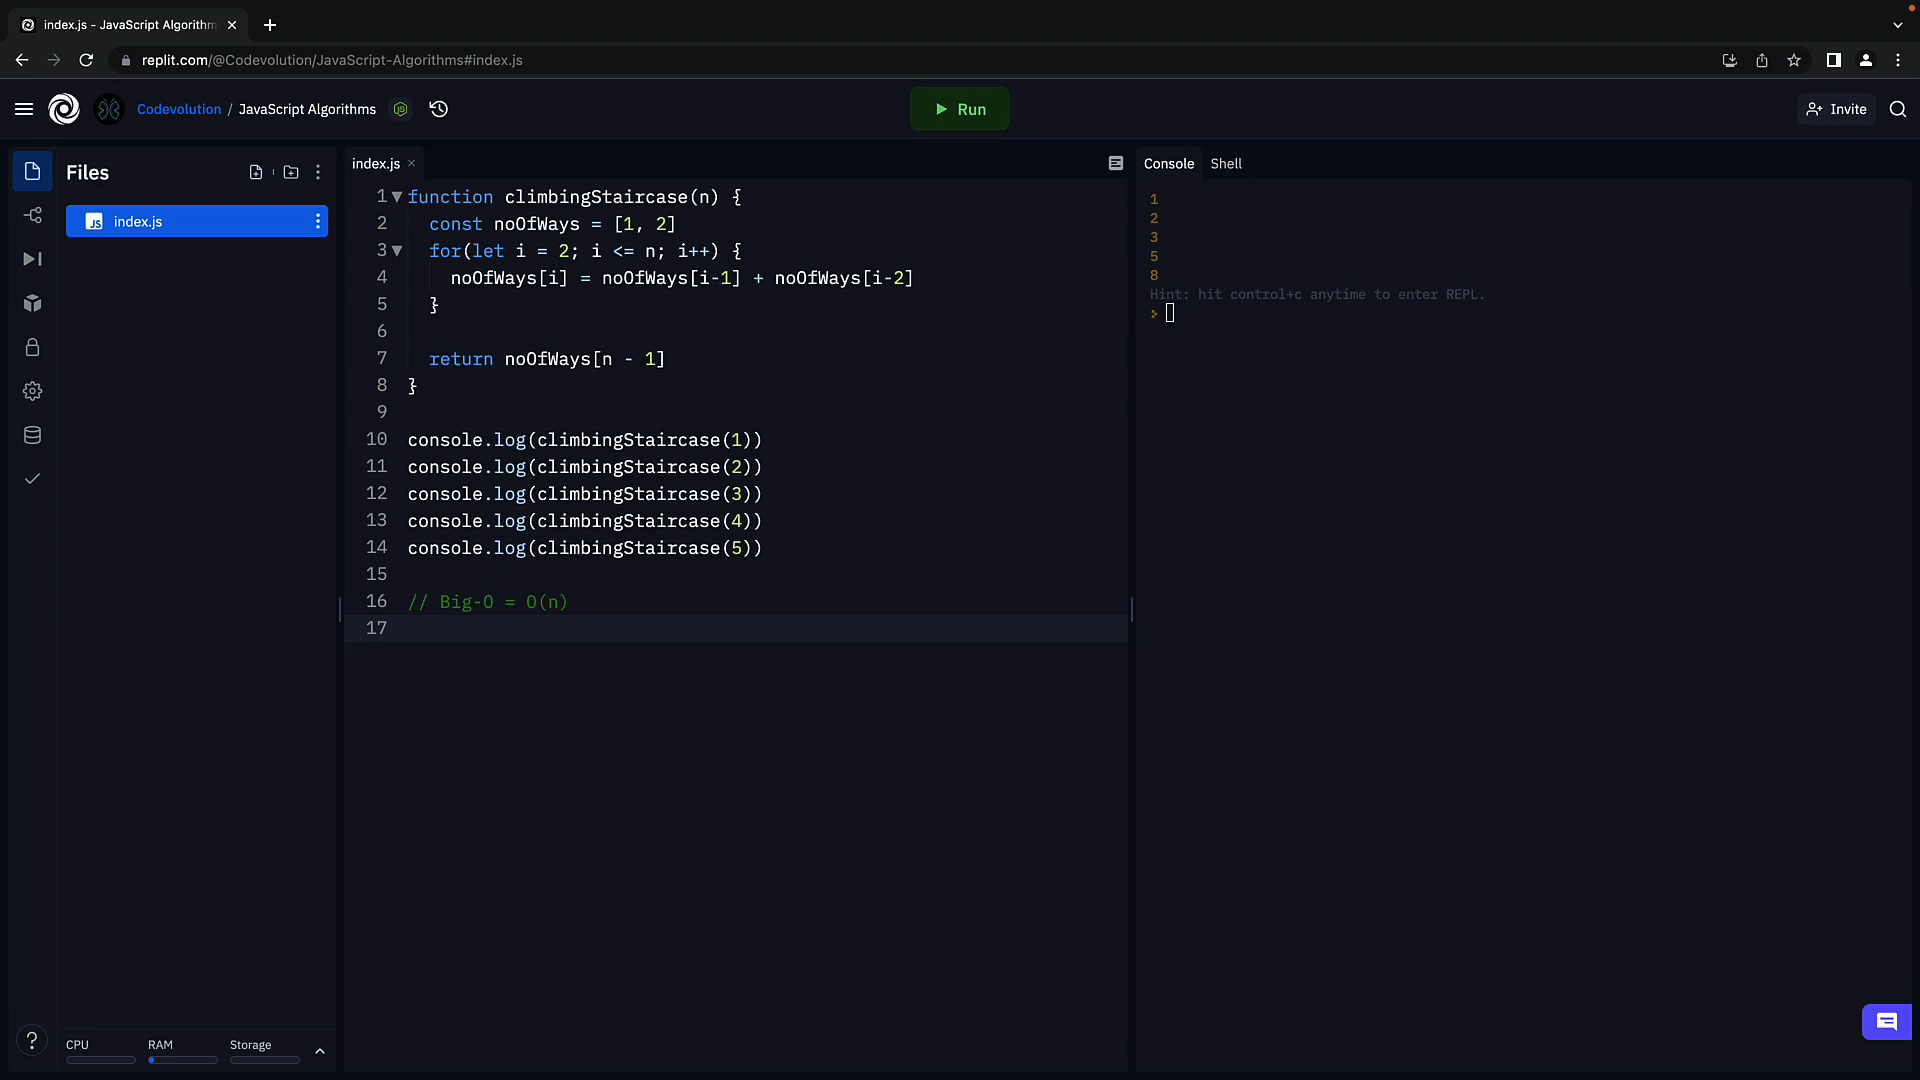 index.js - JavaScript Algorithm
replit.com/@Codevolution/JavaScript-Algorithms#index.js
Codevolution / JavaScript Algorithms
Run
Invite
Files
JS index.js
CPU
RAM
Storage
index.js
1 function climbingStaircase(n) {
2 const noOfWays = [1, 2]
3 for(let i = 2; i <= n; i++) {
4 noOfWays[i] = noOfWays[i-1] + noOfWays[i-2]
5 }
6
7 return noOfWays[n - 1]
8 }
9
10 console.log(climbingStaircase(1))
11 console.log(climbingStaircase(2))
12 console.log(climbingStaircase(3))
13 console.log(climbingStaircase(4))
14 console.log(climbingStaircase(5))
15
16 // Big-O = O(n)
17
Console Shell
1
2
3
5
8
Hint: hit control+c anytime to enter REPL.